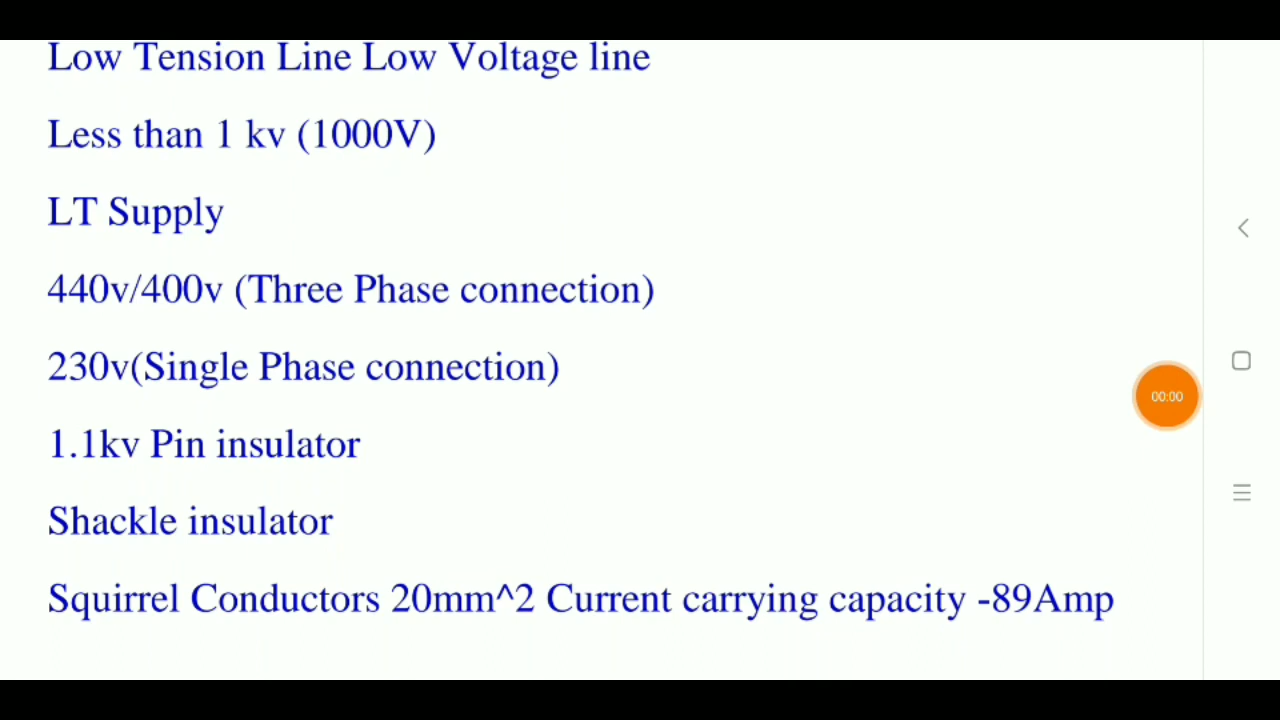 Low Tension Line Low Voltage line
Less than 1 kv (1000V)
LT Supply
440v/400v (Three Phase connection)
230v(Single Phase connection)
00:00
1.1kv Pin insulator
Shackle insulator
Squirrel Conductors 20mm^2 Current carrying capacity -89Amp